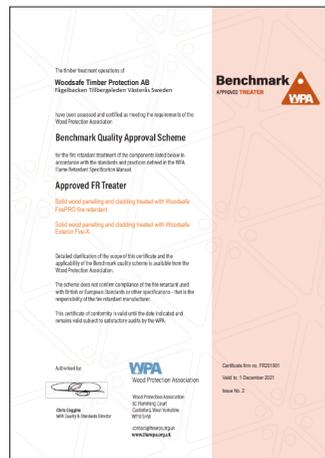 The timber treatment operations of
Woodsafe Timber Protection AB
Fågelbacken Tillbergaleden Västerås Sweden
Benchmark
APPROVED TREATER
WPA
have been assessed and certified as meeting the requirements of the
Wood Protection Association
Benchmark Quality Approval Scheme
for the fire retardant treatment of the components listed below in
accordance with the standards and practices defined in the WPA
Flame Retardant Specification Manual.
Approved FR Treater
Solid wood panelling and cladding treated with Woodsafe
FirePRO fire retardant
Solid wood panelling and cladding treated with Woodsafe
Exterior Fire-X.
Detailed clarification of the scope of this certificate and the
applicability of the Benchmark quality scheme is available from the
Wood Protection Association.
The scheme does not confirm compliance of the fire retardant used
with British or European Standards or other specifications - that is the
responsibility of the fire retardant manufacturer.
This certificate of conformity is valid until the date indicated and
remains valid subject to satisfactory audits by the WPA.
Authorised by:
Chris Coggins
WPA Quality & Standards Director
WPA
Wood Protection Association
Wood Protection Association
5C Flemming Court
Castleford, West Yorkshire
WF10 5HW
contact@thewpa.org.uk
www.thewpa.org.uk
Certificate firm no. FR201901
Valid to: 1 December 2021
Issue No. 2